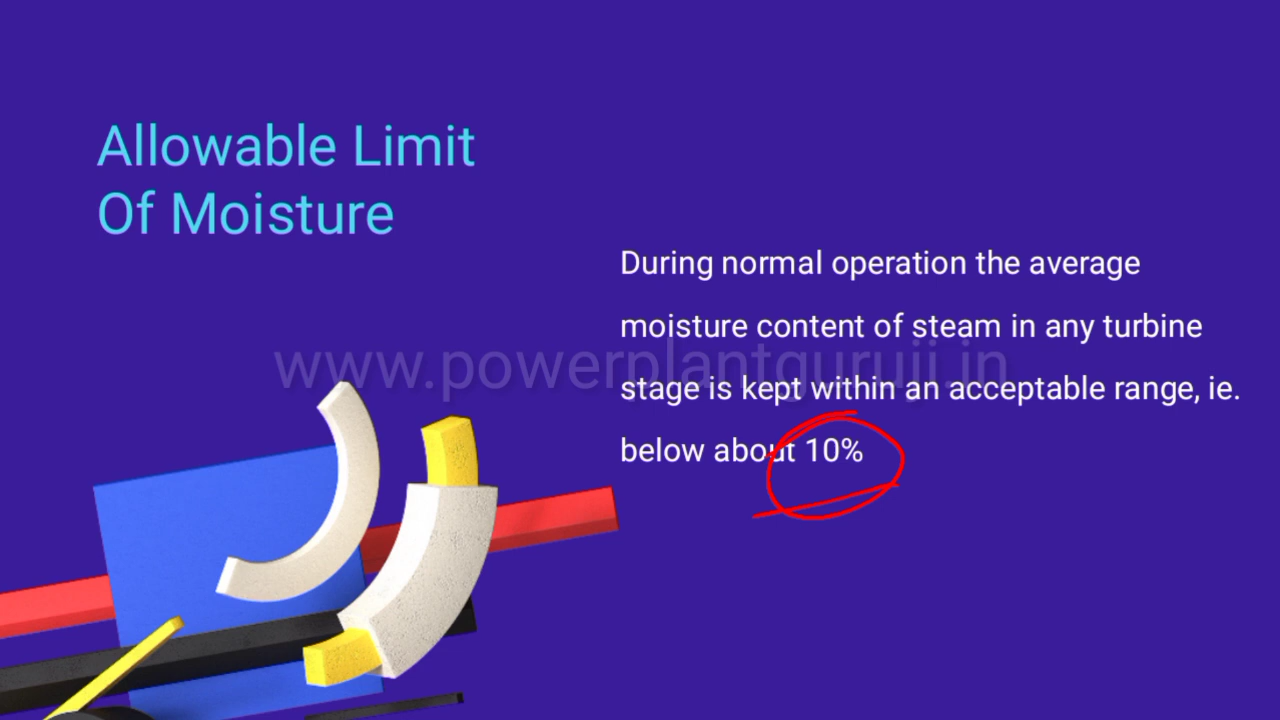 Allowable Limit
Of Moisture
During normal operation the average
moisture content of steam in any turbine
www.powerplantguruji.in
stage is kept within an acceptable range, ie.
below about 10%